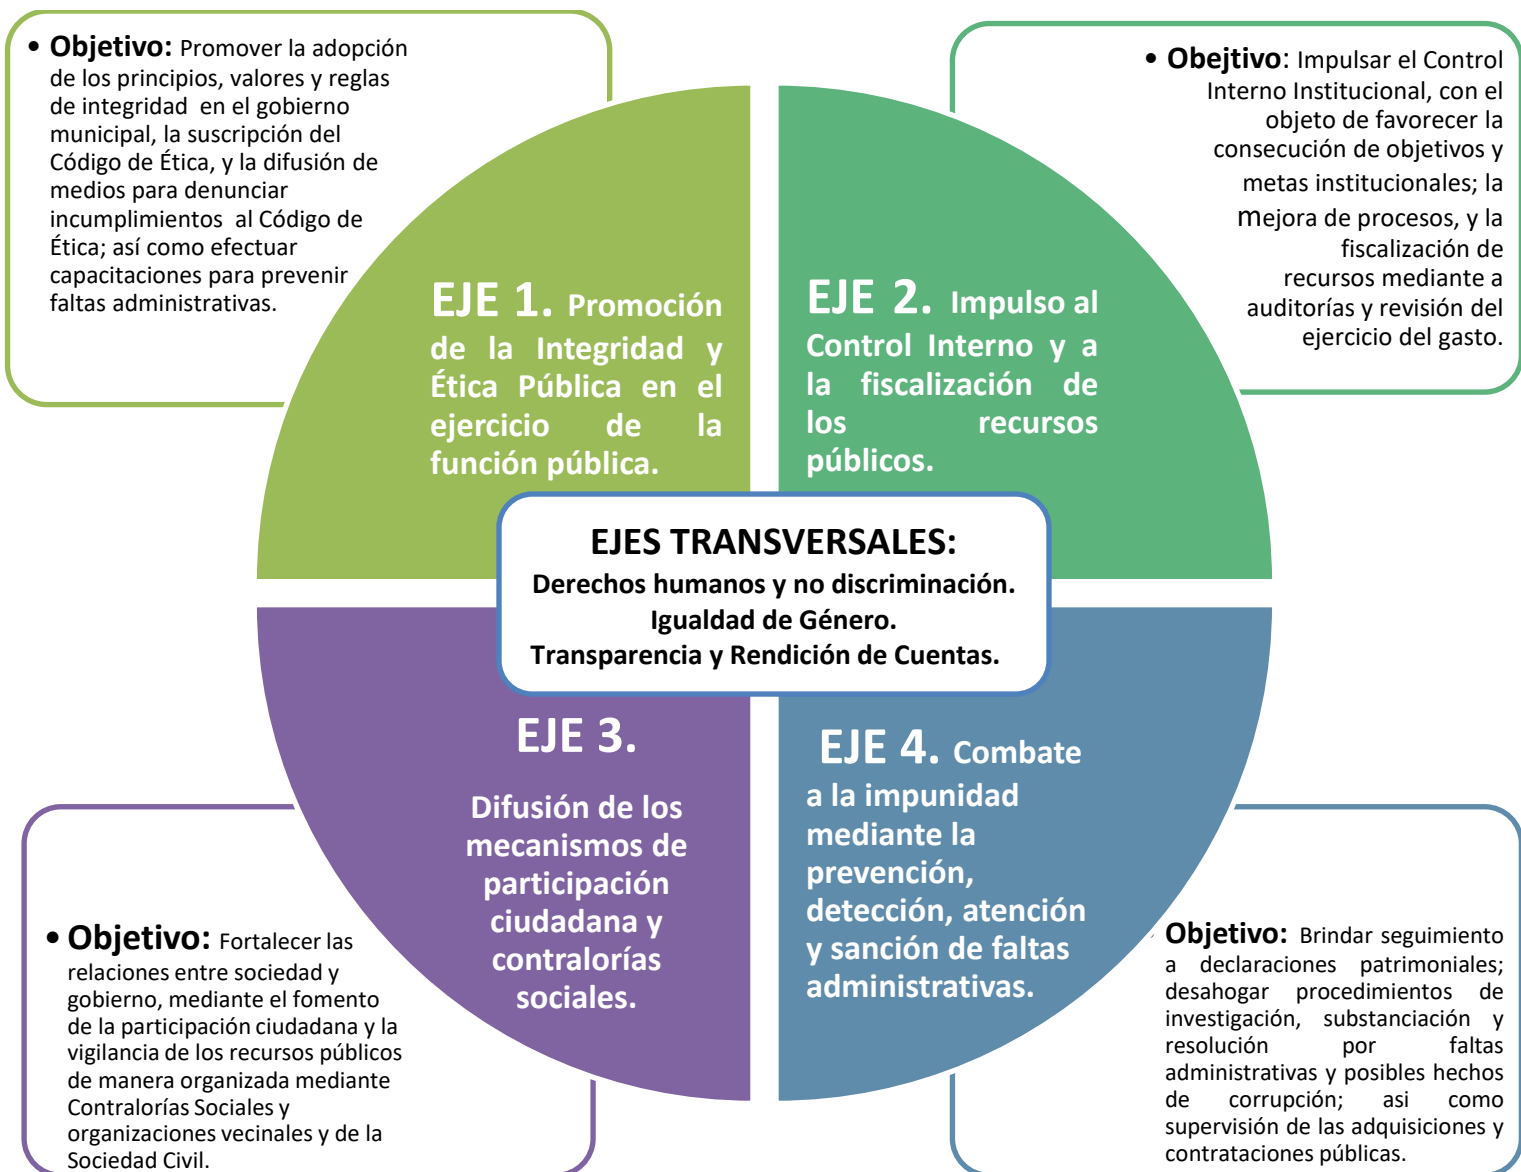 • Objetivo: Promover la adopción
de los principios, valores y reglas
de integridad en el gobierno
municipal, la suscripción del
Código de Ética, y la difusión de
medios para denunciar
incumplimientos al Código de
Ética; así como efectuar
capacitaciones para prevenir
faltas administrativas.
• Obejtivo: Impulsar el Control
Interno Institucional, con el
objeto de favorecer la
consecución de objetivos y
metas institucionales; la
mejora de procesos, y la
fiscalización de
recursos mediante a
auditorías y revisión del
ejercicio del gasto.
EJE 1. Promoción
de la Integridad y
Ética Pública en el
ejercicio de la
función pública.
EJE 2. Impulso al
Control Interno y a
la fiscalización de
los recursos
públicos.
EJES TRANSVERSALES:
Derechos humanos y no discriminación.
Igualdad de Género.
Transparencia y Rendición de Cuentas.
EJE 3.
Difusión de los
mecanismos de
participación
ciudadana y
contralorías
sociales.
EJE 4. Combate
a la impunidad
mediante la
prevención,
detección, atención
y sanción de faltas
administrativas.
• Objetivo: Fortalecer las
relaciones entre sociedad y
gobierno, mediante el fomento
de la participación ciudadana y la
vigilancia de los recursos públicos
de manera organizada mediante
Contralorías Sociales y
organizaciones vecinales y de la
Sociedad Civil.
Objetivo: Brindar seguimiento
a declaraciones patrimoniales;
desahogar procedimientos de
investigación, substanciación y
resolución por faltas
administrativas y posibles hechos
de corrupción; asi como
supervisión de las adquisiciones y
contrataciones públicas.